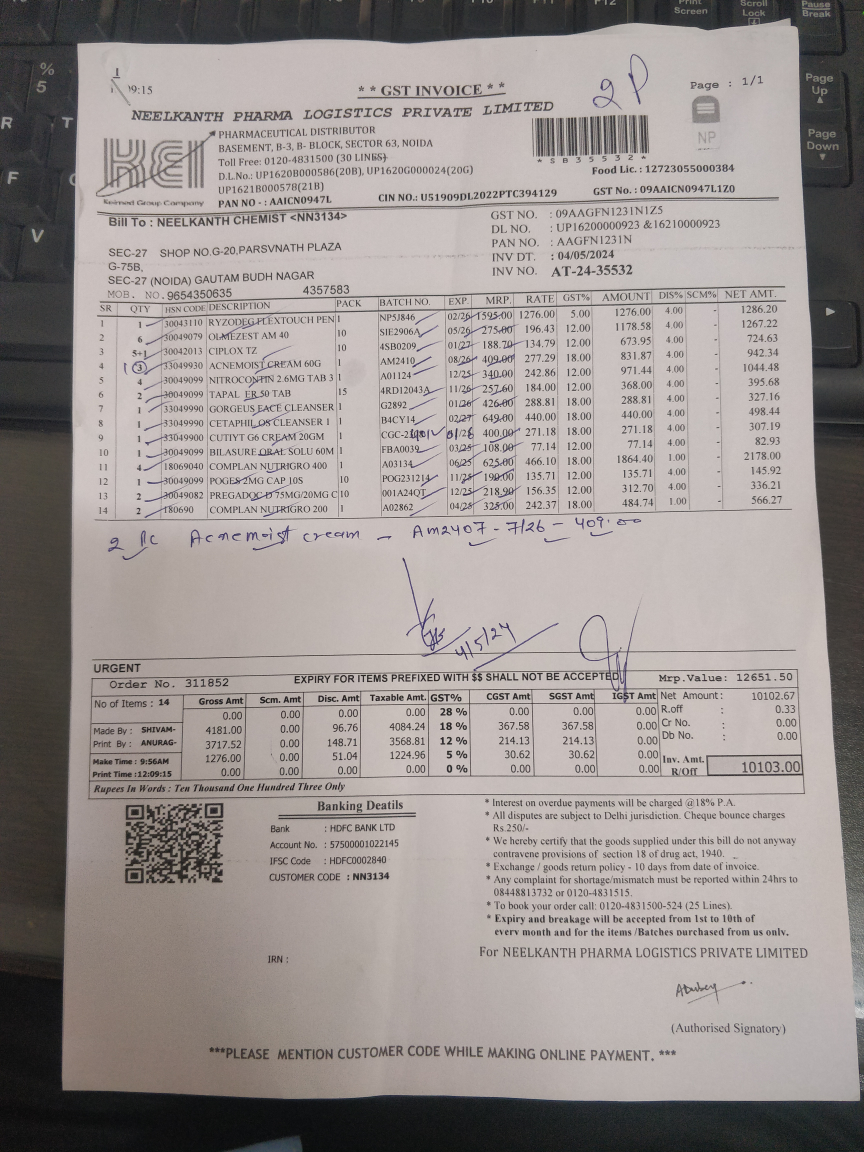 1
09:15
** GST INVOICE **
2P
Page : 1/1
NEELKANTH PHARMA LOGISTICS PRIVATE LIMITED
NP
KEI
Keimed Group Company
PHARMACEUTICAL DISTRIBUTOR
BASEMENT, B-3, B- BLOCK, SECTOR 63, NOIDA
Toll Free: 0120-4831500 (30 LINES)
D.L.No.: UP1620B000586(20B), UP1620G000024(20G)
UP1621B000578(21B)
PAN NO - : AAICN0947L
CIN NO.: U51909DL2022PTC394129
*SB35532*
Food Lic. : 12723055000384
GST No. : 09AAICN0947L1Z0
Bill To : NEELKANTH CHEMIST <NN3134>
SEC-27 SHOP NO.G-20,PARSVNATH PLAZA
G-75B,
SEC-27 (NOIDA) GAUTAM BUDH NAGAR
MOB. NO. 9654350635 4357583
GST NO. : 09AAGFN1231N1Z5
DL NO. : UP16200000923 &16210000923
PAN NO. : AAGFN1231N
INV DT. : 04/05/2024
INV NO. AT-24-35532
SR QTY HSN CODE DESCRIPTION PACK BATCH NO. EXP. MRP. RATE GST% AMOUNT DIS% SCM% NET AMT.
1 1 30043110 RYZODEG FLEXTOUCH PEN 1 NP5J846 02/26 1595.00 1276.00 5.00 1276.00 4.00 - 1286.20
2 6 30049079 OLMEZEST AM 40 10 SIE2906A 05/26 275.00 196.43 12.00 1178.58 4.00 - 1267.22
3 5+1 30042013 CIPLOX TZ 10 4SB0209 01/27 188.70 134.79 12.00 673.95 4.00 - 724.63
4 1 3 33049930 ACNEMOIST CREAM 60G 1 AM2410 08/26 409.00 277.29 18.00 831.87 4.00 - 942.34
5 4 30049099 NITROCONTIN 2.6MG TAB 3 1 A01124 12/25 340.00 242.86 12.00 971.44 4.00 - 1044.48
6 2 30049099 TAPAL ER 50 TAB 15 4RD12043A 11/26 257.60 184.00 12.00 368.00 4.00 - 395.68
7 1 33049990 GORGEUS FACE CLEANSER 1 G2892 01/26 426.00 288.81 18.00 288.81 4.00 - 327.16
8 1 33049990 CETAPHIL OS CLEANSER 1 1 B4CY14 02/27 649.00 440.00 18.00 440.00 4.00 - 498.44
9 1 33049900 CUTIYT G6 CREAM 20GM 1 CGC-2 01/26 400.00 271.18 18.00 271.18 4.00 - 307.19
10 1 30049099 BILASURE ORAL SOLU 60M 1 FBA0039 03/25 108.00 77.14 12.00 77.14 4.00 - 82.93
11 4 18069040 COMPLAN NUTRIGRO 400 1 A03134 06/25 625.00 466.10 18.00 1864.40 1.00 - 2178.00
12 1 30049099 POGES 2MG CAP 10S 10 POG231214 11/25 190.00 135.71 12.00 135.71 4.00 - 145.92
13 2 30049082 PREGADOC D 75MG/20MG C 10 001A24QT 12/25 218.90 156.35 12.00 312.70 4.00 - 336.21
14 2 180690 COMPLAN NUTRIGRO 200 1 A02862 04/25 325.00 242.37 18.00 484.74 1.00 - 566.27
2 Pc Acnemoist cream - Am2407 - 7/26 - 409.00
4/5/24
URGENT
Order No. 311852
EXPIRY FOR ITEMS PREFIXED WITH $$ SHALL NOT BE ACCEPTED
Mrp.Value: 12651.50
No of Items : 14
Made By : SHIVAM-
Print By : ANURAG-
Make Time : 9:56AM
Print Time :12:09:15
Gross Amt Scm. Amt Disc. Amt Taxable Amt. GST% CGST Amt SGST Amt IGST Amt
0.00 0.00 0.00 0.00 28 % 0.00 0.00 0.00
4181.00 0.00 96.76 4084.24 18 % 367.58 367.58 0.00
3717.52 0.00 148.71 3568.81 12 % 214.13 214.13 0.00
1276.00 0.00 51.04 1224.96 5 % 30.62 30.62 0.00
0.00 0.00 0.00 0.00 0 % 0.00 0.00 0.00
Net Amount : 10102.67
R.off : 0.33
Cr No. : 0.00
Db No. : 0.00
Inv. Amt. R/Off 10103.00
Rupees In Words : Ten Thousand One Hundred Three Only
Banking Deatils
Bank : HDFC BANK LTD
Account No. : 57500001022145
IFSC Code : HDFC0002840
CUSTOMER CODE : NN3134
* Interest on overdue payments will be charged @18% P.A.
* All disputes are subject to Delhi jurisdiction. Cheque bounce charges
Rs.250/-
* We hereby certify that the goods supplied under this bill do not anyway
contravene provisions of section 18 of drug act, 1940.
* Exchange / goods return policy - 10 days from date of invoice.
* Any complaint for shortage/mismatch must be reported within 24hrs to
08448813732 or 0120-4831515.
* To book your order call: 0120-4831500-524 (25 Lines).
* Expiry and breakage will be accepted from 1st to 10th of
every month and for the items /Batches purchased from us only.
IRN :
For NEELKANTH PHARMA LOGISTICS PRIVATE LIMITED
ADubey
(Authorised Signatory)
***PLEASE MENTION CUSTOMER CODE WHILE MAKING ONLINE PAYMENT. ***
% 5
R
T
F
V
F11
F12
Print Screen
Scroll Lock
Pause Break
Page Up
Page Down